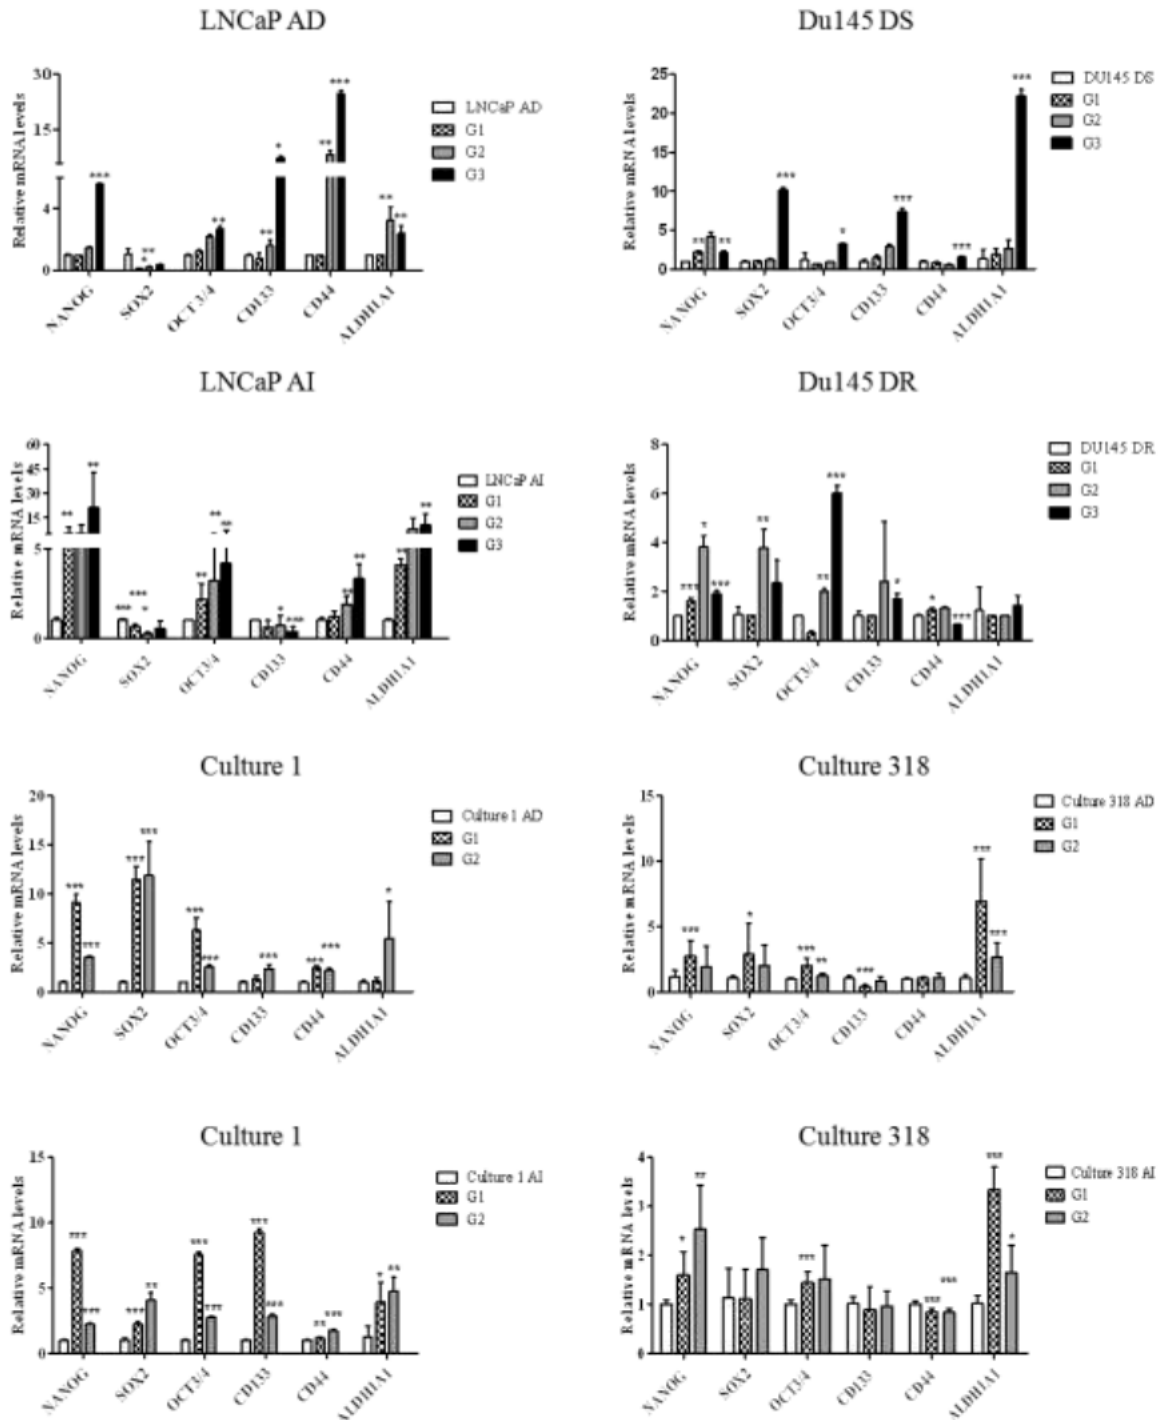 LNCaP AD
Relative mRNA levels
30
15
4
0
***
**
*
**
**
*
**
***
**
**
NANOG
SOX2
OCT3/4
CD133
CD44
ALDH1A1
LNCaP AD
G1
G2
G3
Du145 DS
Relative mRNA levels
25
20
15
10
5
0
**
**
***
*
***
***
***
NANOG
SOX2
OCT3/4
CD133
CD44
ALDH1A1
DU145 DS
G1
G2
G3
LNCaP AI
Relative mRNA levels
60
45
30
15
5
0
**
**
***
***
*
**
**
**
*
***
**
**
**
**
NANOG
SOX2
OCT3/4
CD133
CD44
ALDH1A1
LNCaP AI
G1
G2
G3
Du145 DR
Relative mRNA levels
8
6
4
2
0
***
*
***
**
**
***
*
*
***
NANOG
SOX2
OCT3/4
CD133
CD44
ALDH1A1
DU145 DR
G1
G2
G3
Culture 1
Relative mRNA levels
20
15
10
5
0
***
***
***
***
***
***
***
***
***
*
NANOG
SOX2
OCT3/4
CD133
CD44
ALDH1A1
Culture 1 AD
G1
G2
Culture 318
Relative mRNA levels
15
10
5
0
***
*
***
**
***
***
***
NANOG
SOX2
OCT3/4
CD133
CD44
ALDH1A1
Culture 318 AD
G1
G2
Culture 1
Relative mRNA levels
15
10
5
0
***
***
***
**
***
***
***
***
**
***
*
**
NANOG
SOX2
OCT3/4
CD133
CD44
ALDH1A1
Culture 1 AI
G1
G2
Culture 318
Relative mRNA levels
4
3
2
1
0
*
**
***
***
***
***
*
NANOG
SOX2
OCT3/4
CD133
CD44
ALDH1A1
Culture 318 AI
G1
G2